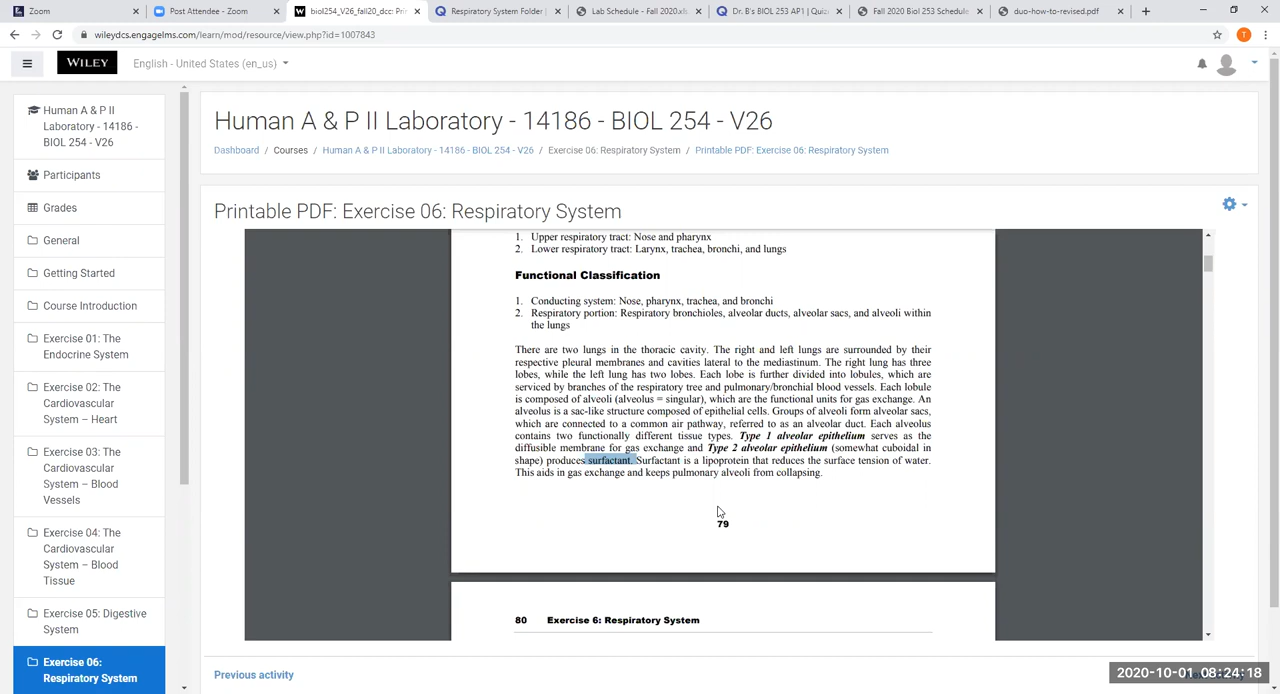 Zoom
Post Attendee - Zoom
biol254_V26_fall20_dcc: Pri
Respiratory System Folder |
Lab Schedule - Fall 2020.xls
Dr. B's BIOL 253 AP1 | Quiz
Fall 2020 Biol 253 Schedule
duo-how-to-revised.pdf
wileydcs.engagelms.com/learn/mod/resource/view.php?id=1007843
T
WILEY
English - United States (en_us)
Human A & P II
Laboratory - 14186 -
BIOL 254 - V26
Participants
Grades
General
Getting Started
Course Introduction
Exercise 01: The
Endocrine System
Exercise 02: The
Cardiovascular
System – Heart
Exercise 03: The
Cardiovascular
System – Blood
Vessels
Exercise 04: The
Cardiovascular
System – Blood
Tissue
Exercise 05: Digestive
System
Exercise 06:
Respiratory System
Human A & P II Laboratory - 14186 - BIOL 254 - V26
Dashboard / Courses / Human A & P II Laboratory - 14186 - BIOL 254 - V26 / Exercise 06: Respiratory System / Printable PDF: Exercise 06: Respiratory System
Printable PDF: Exercise 06: Respiratory System
1. Upper respiratory tract: Nose and pharynx
2. Lower respiratory tract: Larynx, trachea, bronchi, and lungs
Functional Classification
1. Conducting system: Nose, pharynx, trachea, and bronchi
2. Respiratory portion: Respiratory bronchioles, alveolar ducts, alveolar sacs, and alveoli within
the lungs
There are two lungs in the thoracic cavity. The right and left lungs are surrounded by their
respective pleural membranes and cavities lateral to the mediastinum. The right lung has three
lobes, while the left lung has two lobes. Each lobe is further divided into lobules, which are
serviced by branches of the respiratory tree and pulmonary/bronchial blood vessels. Each lobule
is composed of alveoli (alveolus = singular), which are the functional units for gas exchange. An
alveolus is a sac-like structure composed of epithelial cells. Groups of alveoli form alveolar sacs,
which are connected to a common air pathway, referred to as an alveolar duct. Each alveolus
contains two functionally different tissue types. Type 1 alveolar epithelium serves as the
diffusible membrane for gas exchange and Type 2 alveolar epithelium (somewhat cuboidal in
shape) produces surfactant. Surfactant is a lipoprotein that reduces the surface tension of water.
This aids in gas exchange and keeps pulmonary alveoli from collapsing.
79
80 Exercise 6: Respiratory System
Previous activity
2020-10-01 08:24:18